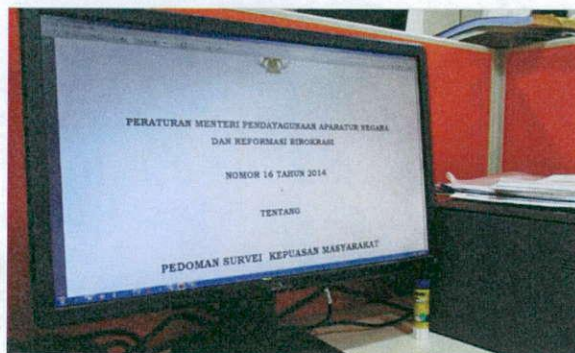 PERATURAN MENTERI PENDAYAGUNAAN APARATUR NEGARA
DAN REFORMASI BIROKRASI
NOMOR 16 TAHUN 2014
TENTANG
PEDOMAN SURVEI KEPUASAN MASYARAKAT